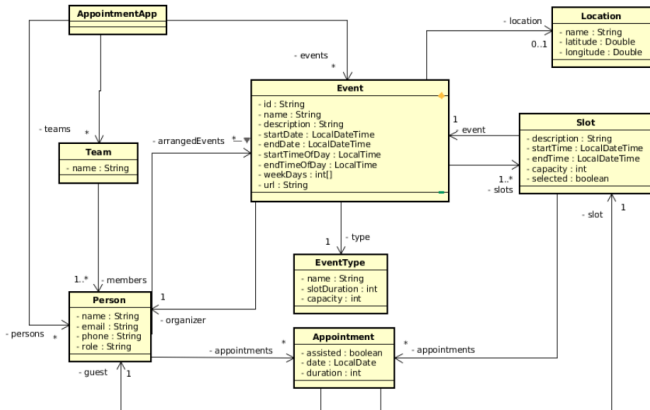 AppointmentApp
Location
- name : String
- latitude : Double
- longitude : Double
- location
0..1
- events
*
Event
- id : String
- name : String
- description : String
- startDate : LocalDateTime
- endDate : LocalDateTime
- startTimeOfDay : LocalTime
- endTimeOfDay : LocalTime
- weekDays : int[]
- url : String
1
- event
Slot
- description : String
- startTime : LocalDateTime
- endTime : LocalDateTime
- capacity : int
- selected : boolean
- teams
*
- arrangedEvents
*
Team
- name : String
1..*
- slots
- slot
1
- type
1
EventType
- name : String
- slotDuration : int
- capacity : int
1..*
- members
Person
- name : String
- email : String
- phone : String
- role : String
1
- organizer
- persons
*
- appointments
*
Appointment
- assisted : boolean
- date : LocalDate
- duration : int
*
- appointments
- guest
1